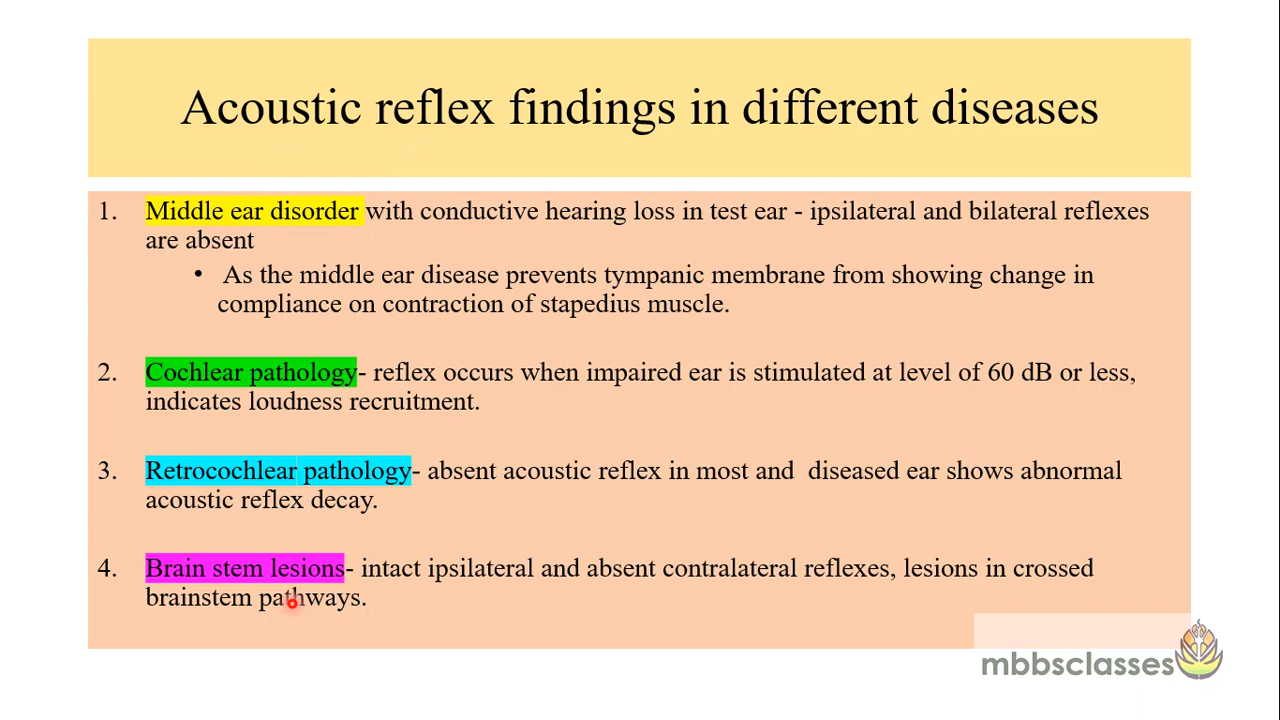 Acoustic reflex findings in different diseases
1. Middle ear disorder with conductive hearing loss in test ear - ipsilateral and bilateral reflexes
are absent
• As the middle ear disease prevents tympanic membrane from showing change in
compliance on contraction of stapedius muscle.
2. Cochlear pathology- reflex occurs when impaired ear is stimulated at level of 60 dB or less,
indicates loudness recruitment.
3. Retrocochlear pathology- absent acoustic reflex in most and diseased ear shows abnormal
acoustic reflex decay.
4. Brain stem lesions- intact ipsilateral and absent contralateral reflexes, lesions in crossed
brainstem pathways.
mbbsclasses